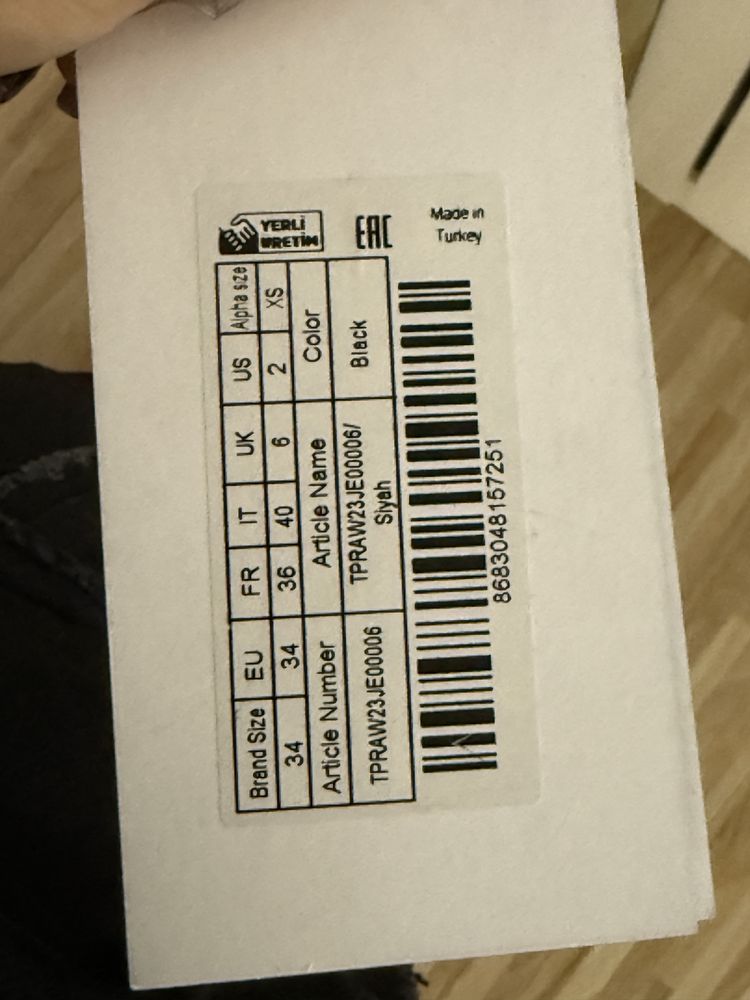 YERLİ
ÜRETİM
EAC
Made in
Turkey
Brand Size EU FR IT UK US Alpha size
34 34 36 40 6 2 XS
Article Number Article Name Color
TPRAW23JE00006 TPRAW23JE00006/ Black
Siyah
8683048157251